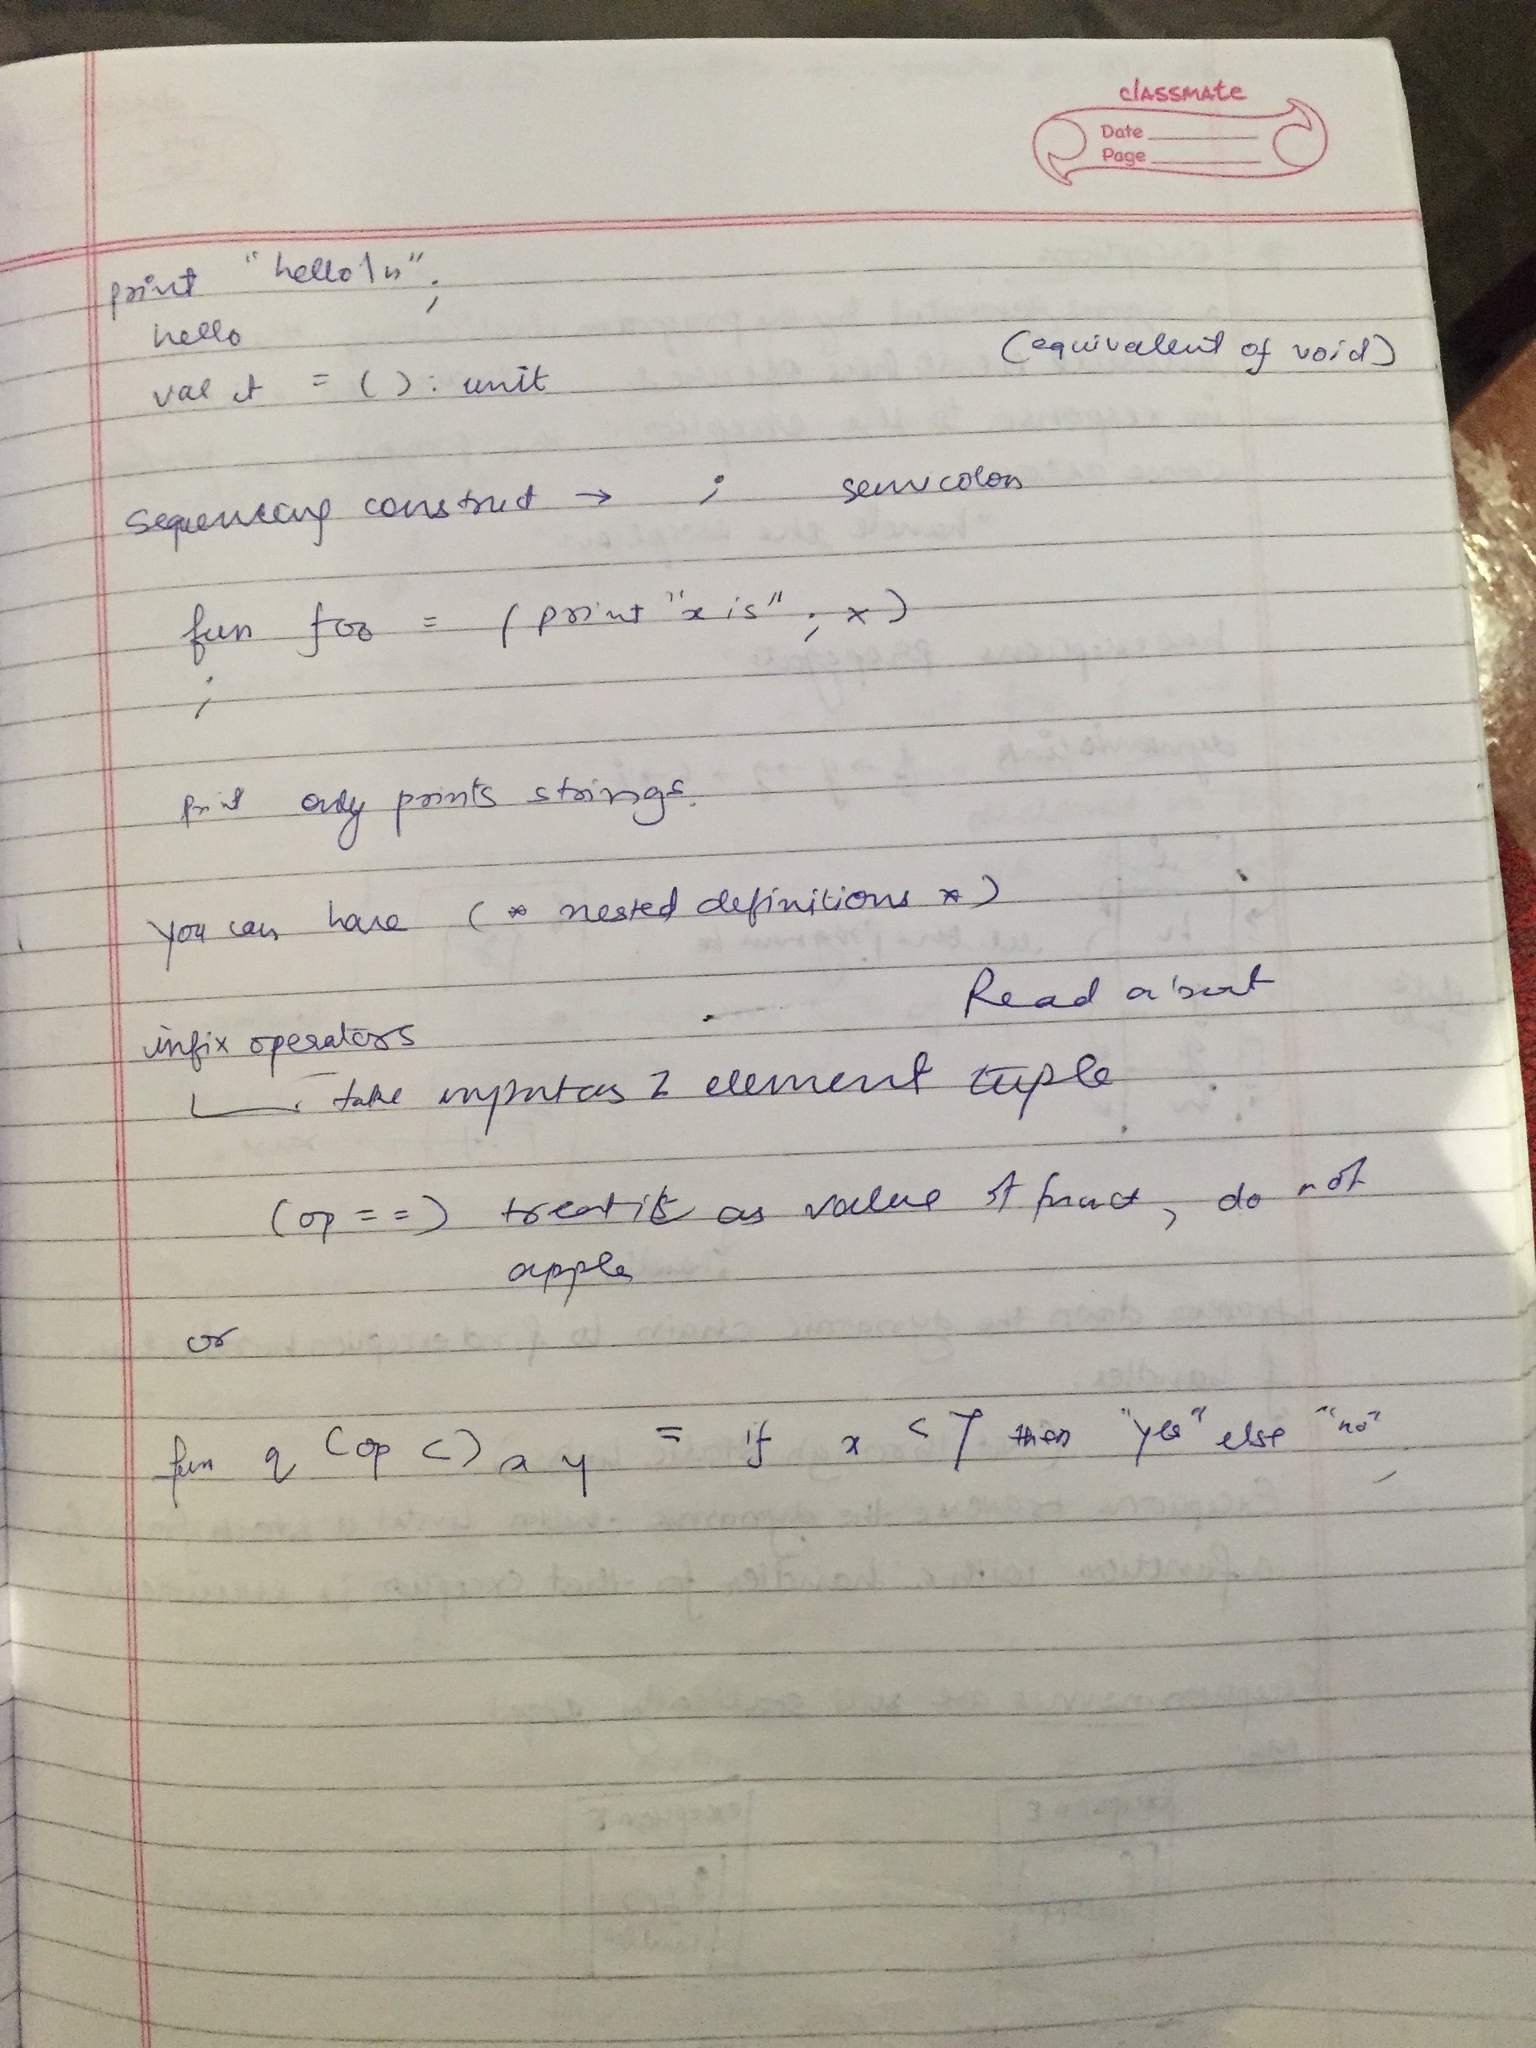 classmate
Date
Page
print "hello\n";
hello
(equivalent of void)
val it = () : unit
sequencing construct → ; semicolon
fun foo = (print "x is" ; x)
;
print only prints strings.
you can have (* nested definitions *)
Read about
infix operators
take input as 2 element tuple
(op ==) treat it as value of funct, do not
apple
or
fun q (op <) x y = if x < y then "yes" else "no"
;